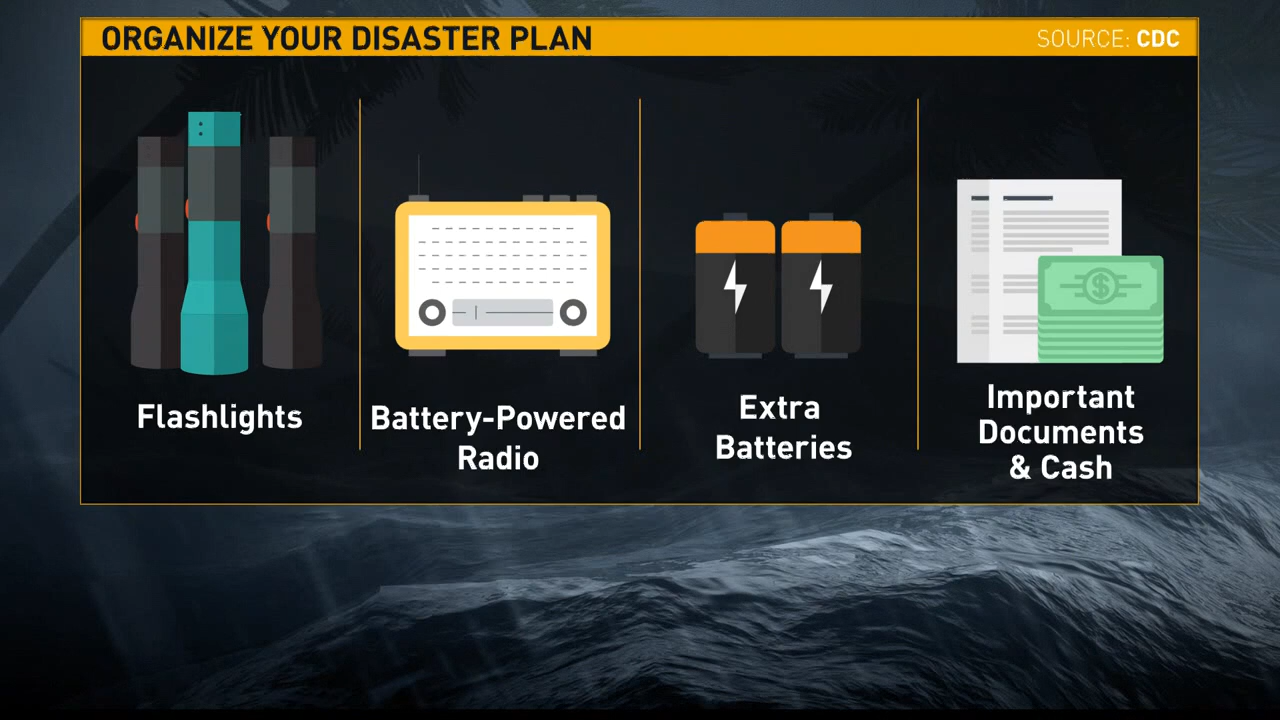 ORGANIZE YOUR DISASTER PLAN
SOURCE: CDC
Flashlights
Battery-Powered
Radio
Extra
Batteries
$
Important
Documents
& Cash